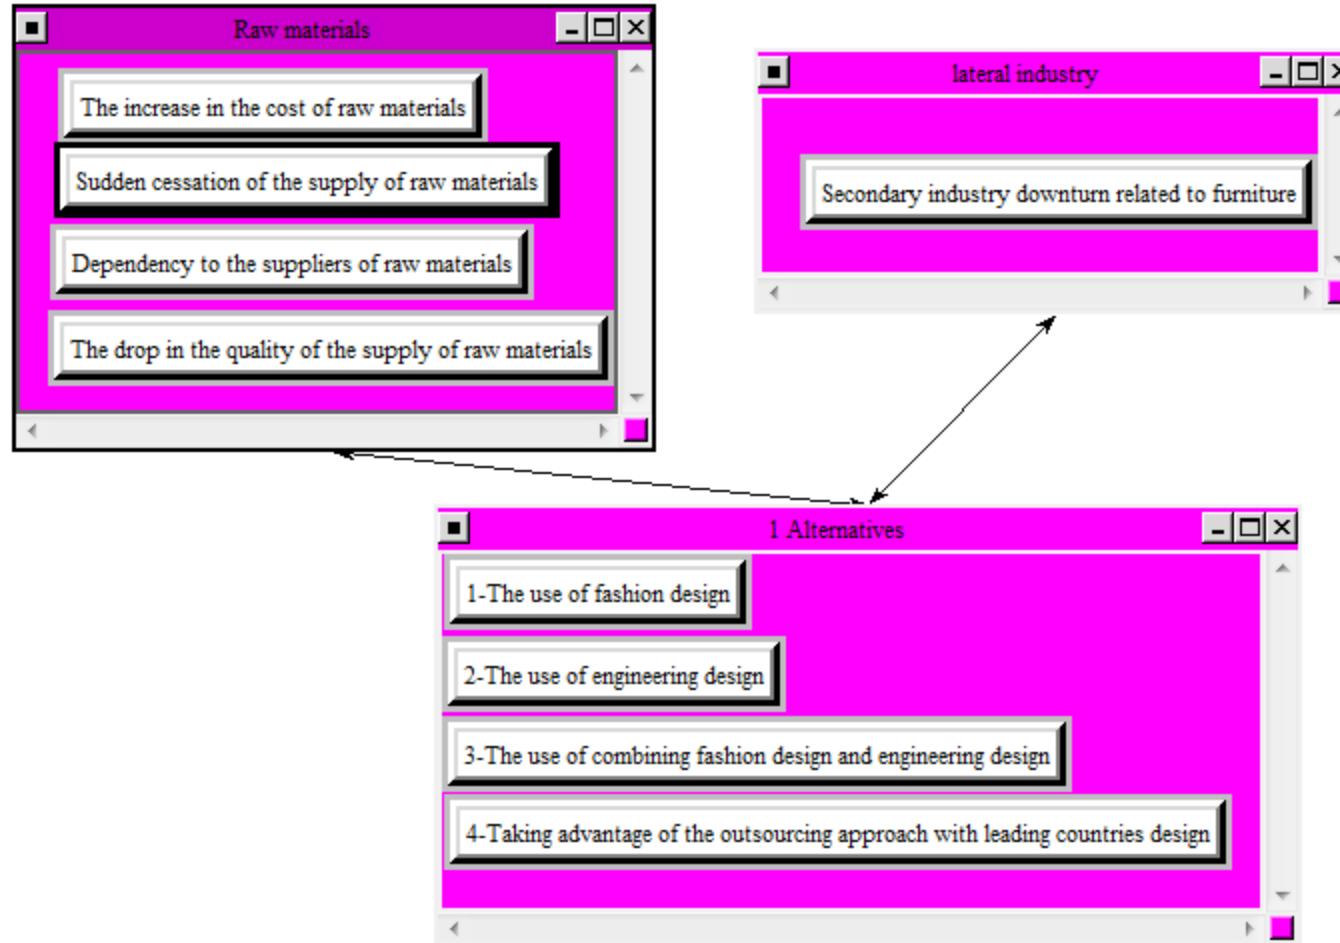 Raw materials
The increase in the cost of raw materials
Sudden cessation of the supply of raw materials
Dependency to the suppliers of raw materials
The drop in the quality of the supply of raw materials
lateral industry
Secondary industry downturn related to furniture
1 Alternatives
1-The use of fashion design
2-The use of engineering design
3-The use of combining fashion design and engineering design
4-Taking advantage of the outsourcing approach with leading countries design